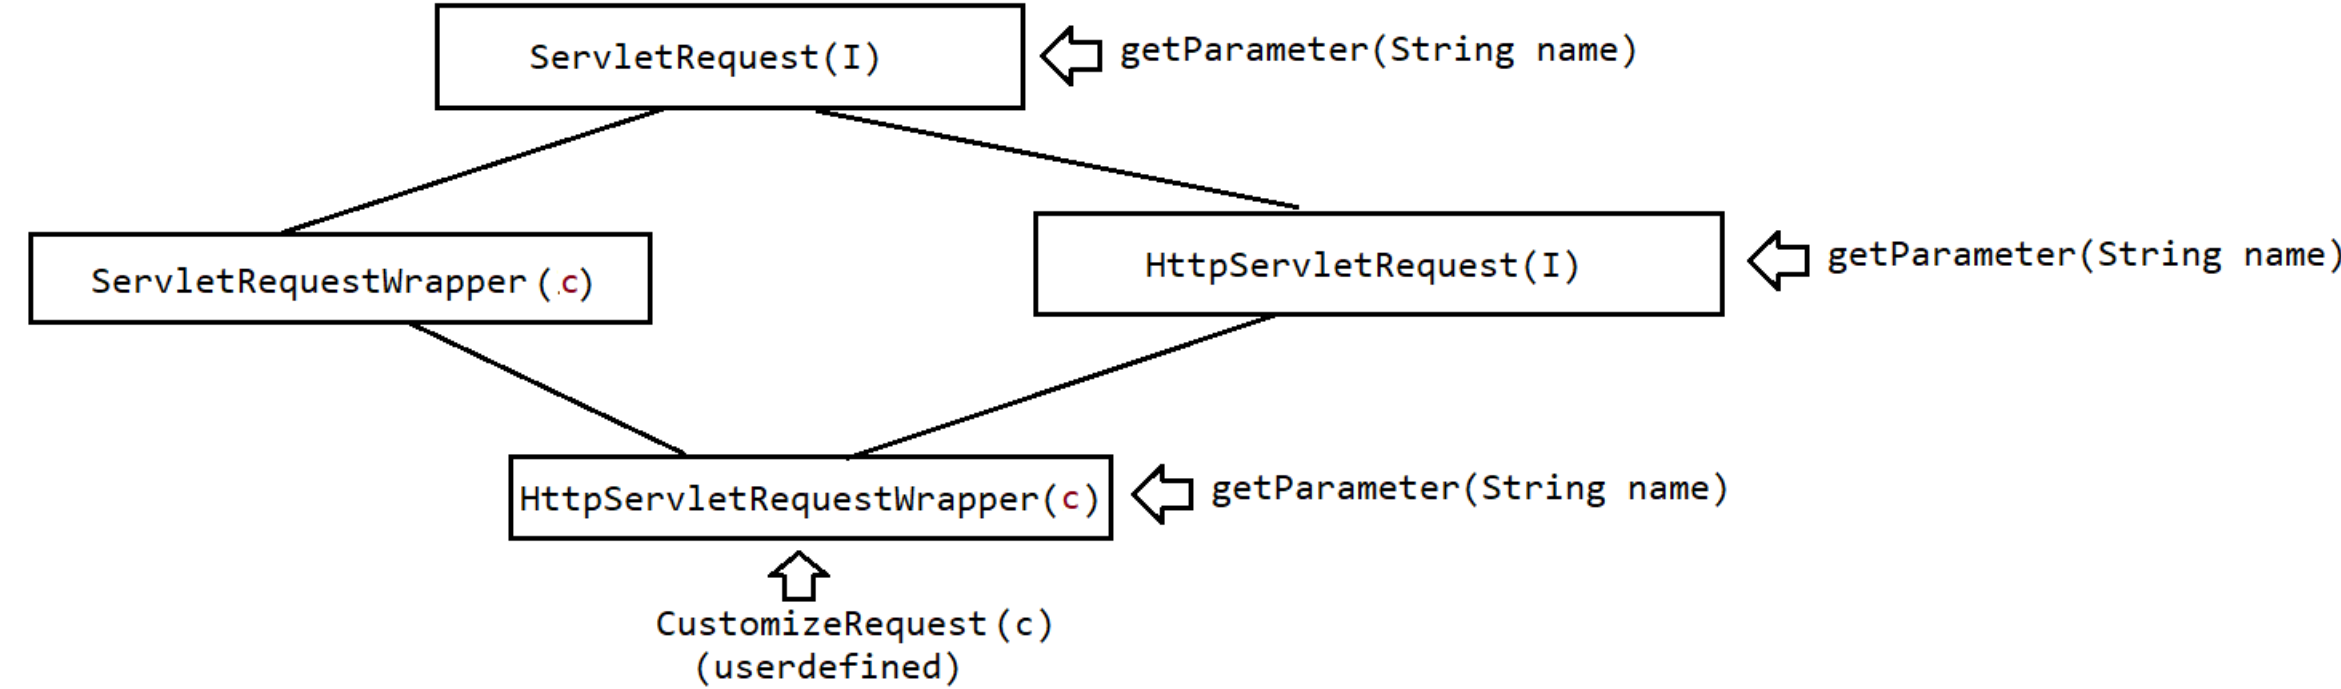 ServletRequest(I)
getParameter(String name)
ServletRequestWrapper(.c)
HttpServletRequest(I)
getParameter(String name)
HttpServletRequestWrapper(c)
getParameter(String name)
CustomizeRequest(c)
(userdefined)